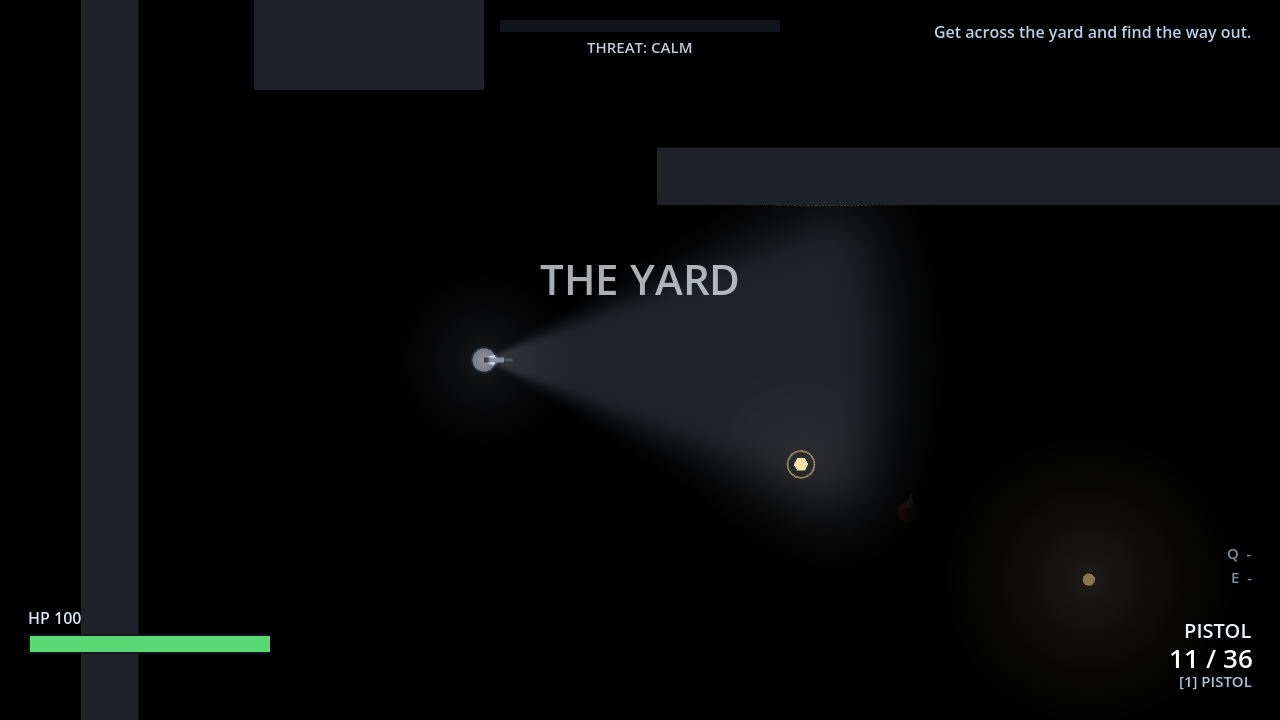 THREAT: CALM
Get across the yard and find the way out.
THE YARD
Q -
E -
HP 100
PISTOL
11 / 36
[1] PISTOL